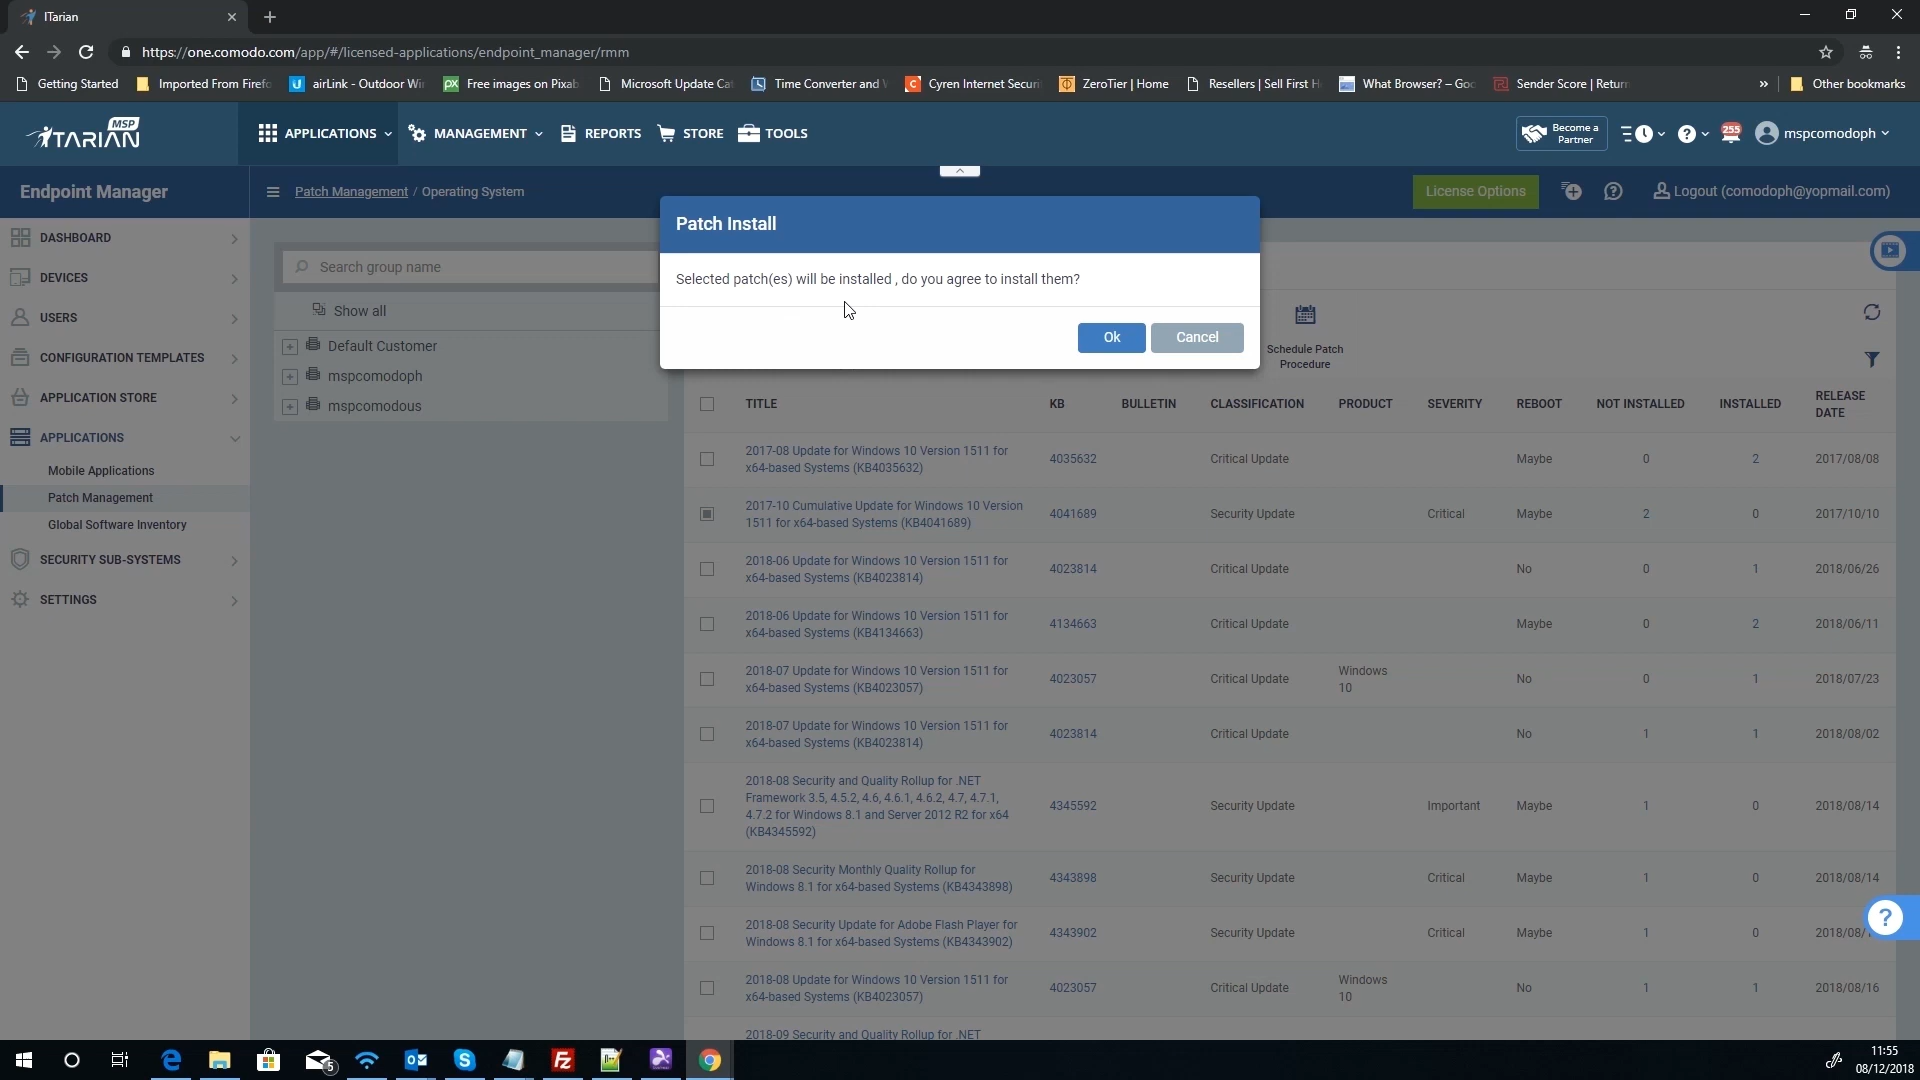 ITarian
https://one.comodo.com/app/#/licensed-applications/endpoint_manager/rmm
Getting Started
Imported From Firefo
airLink - Outdoor Wir
Free images on Pixab
Microsoft Update Cat
Time Converter and W
Cyren Internet Securi
ZeroTier | Home
Resellers | Sell First H
What Browser? – Goo
Sender Score | Return
»
Other bookmarks
ITARIAN MSP
APPLICATIONS
MANAGEMENT
REPORTS
STORE
TOOLS
Become a
Partner
255
mspcomodoph
Endpoint Manager
Patch Management / Operating System
License Options
Logout (comodoph@yopmail.com)
DASHBOARD
DEVICES
USERS
CONFIGURATION TEMPLATES
APPLICATION STORE
APPLICATIONS
Mobile Applications
Patch Management
Global Software Inventory
SECURITY SUB-SYSTEMS
SETTINGS
Search group name
Show all
Default Customer
mspcomodoph
mspcomodous
Patch Install
Selected patch(es) will be installed , do you agree to install them?
Ok
Cancel
Schedule Patch
Procedure
TITLE KB BULLETIN CLASSIFICATION PRODUCT SEVERITY REBOOT NOT INSTALLED INSTALLED RELEASE
DATE
2017-08 Update for Windows 10 Version 1511 for
x64-based Systems (KB4035632) 4035632 Critical Update Maybe 0 2 2017/08/08
2017-10 Cumulative Update for Windows 10 Version
1511 for x64-based Systems (KB4041689) 4041689 Security Update Critical Maybe 2 0 2017/10/10
2018-06 Update for Windows 10 Version 1511 for
x64-based Systems (KB4023814) 4023814 Critical Update No 0 1 2018/06/26
2018-06 Update for Windows 10 Version 1511 for
x64-based Systems (KB4134663) 4134663 Critical Update Maybe 0 2 2018/06/11
2018-07 Update for Windows 10 Version 1511 for
x64-based Systems (KB4023057) 4023057 Critical Update Windows 10 No 0 1 2018/07/23
2018-07 Update for Windows 10 Version 1511 for
x64-based Systems (KB4023814) 4023814 Critical Update No 1 1 2018/08/02
2018-08 Security and Quality Rollup for .NET
Framework 3.5, 4.5.2, 4.6, 4.6.1, 4.6.2, 4.7, 4.7.1,
4.7.2 for Windows 8.1 and Server 2012 R2 for x64
(KB4345592) 4345592 Security Update Important Maybe 1 0 2018/08/14
2018-08 Security Monthly Quality Rollup for
Windows 8.1 for x64-based Systems (KB4343898) 4343898 Security Update Critical Maybe 1 0 2018/08/14
2018-08 Security Update for Adobe Flash Player for
Windows 8.1 for x64-based Systems (KB4343902) 4343902 Security Update Critical Maybe 1 0 2018/08/
2018-08 Update for Windows 10 Version 1511 for
x64-based Systems (KB4023057) 4023057 Critical Update Windows 10 No 1 1 2018/08/16
2018-09 Security and Quality Rollup for .NET
5
11:55
08/12/2018